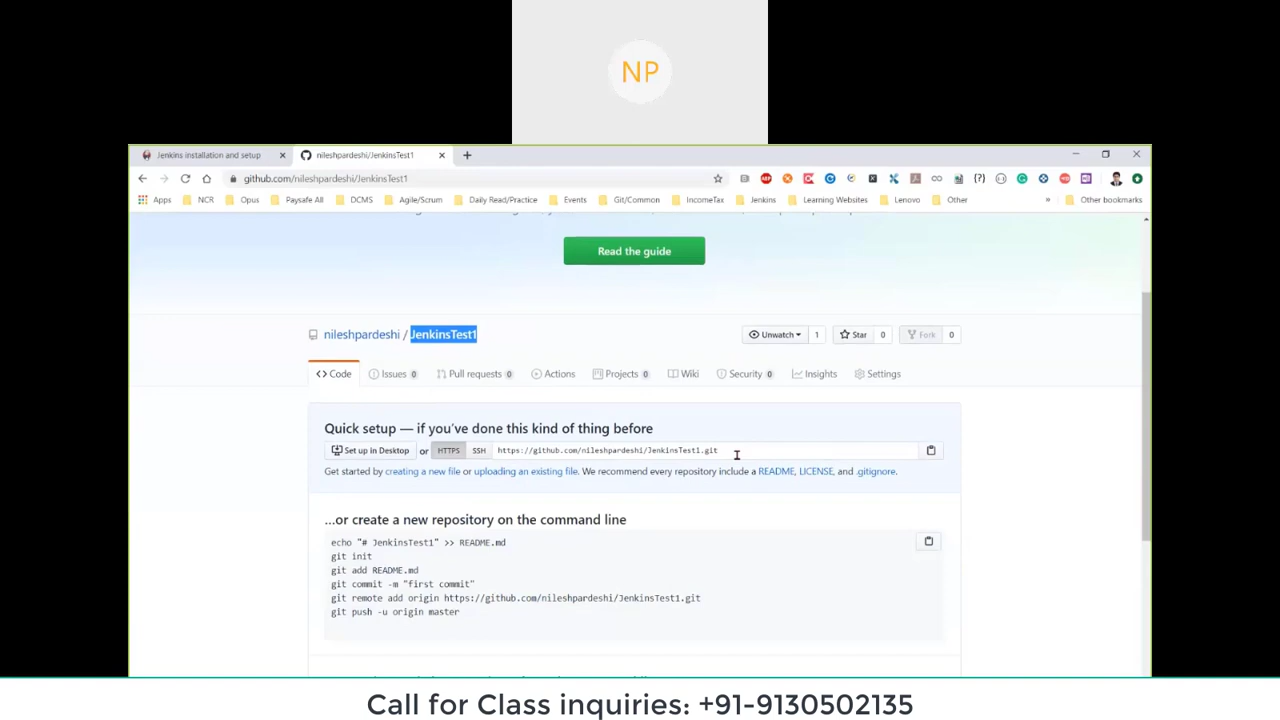 NP
Jenkins installation and setup
nileshpardeshi/JenkinsTest1
github.com/nileshpardeshi/JenkinsTest1
Apps NCR Opus Paysafe All DCMS Agile/Scrum Daily Read/Practice Events Git/Common IncomeTax Jenkins Learning Websites Lenovo Other » Other bookmarks
Read the guide
nileshpardeshi / JenkinsTest1
Unwatch 1 Star 0 Fork 0
Code Issues 0 Pull requests 0 Actions Projects 0 Wiki Security 0 Insights Settings
Quick setup — if you've done this kind of thing before
Set up in Desktop or HTTPS SSH https://github.com/nileshpardeshi/JenkinsTest1.git
Get started by creating a new file or uploading an existing file. We recommend every repository include a README, LICENSE, and .gitignore.
...or create a new repository on the command line
echo "# JenkinsTest1" >> README.md
git init
git add README.md
git commit -m "first commit"
git remote add origin https://github.com/nileshpardeshi/JenkinsTest1.git
git push -u origin master
Call for Class inquiries: +91-9130502135